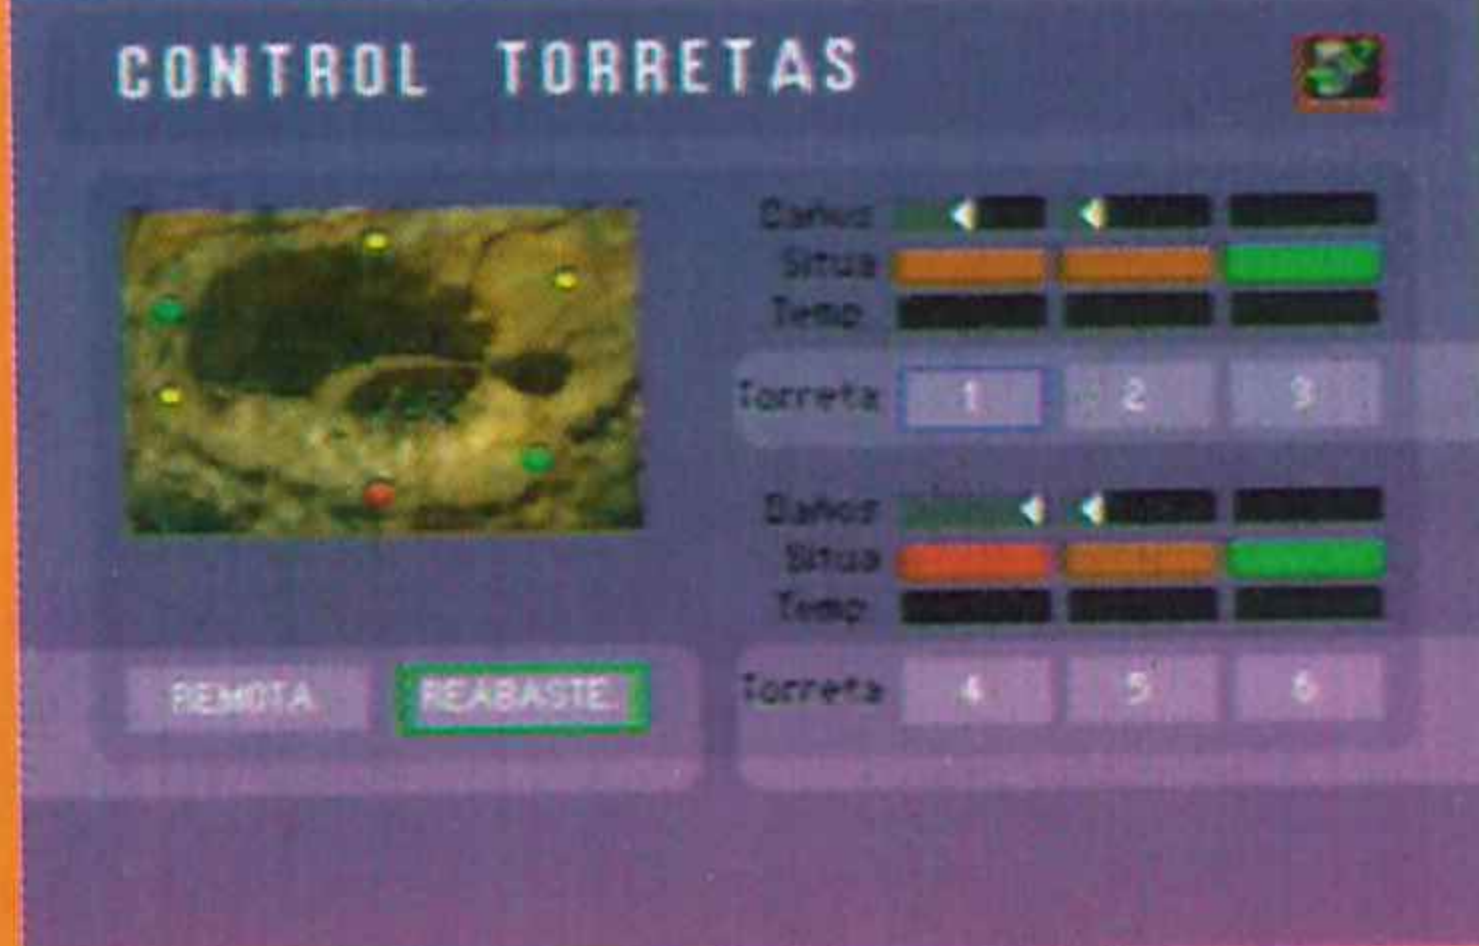 CONTROL TORRETAS
Daños
Situa
Temp
Torreta 1 2 3
Daños
Situa
Temp
Torreta 4 5 6
REMOTA REABASTE.